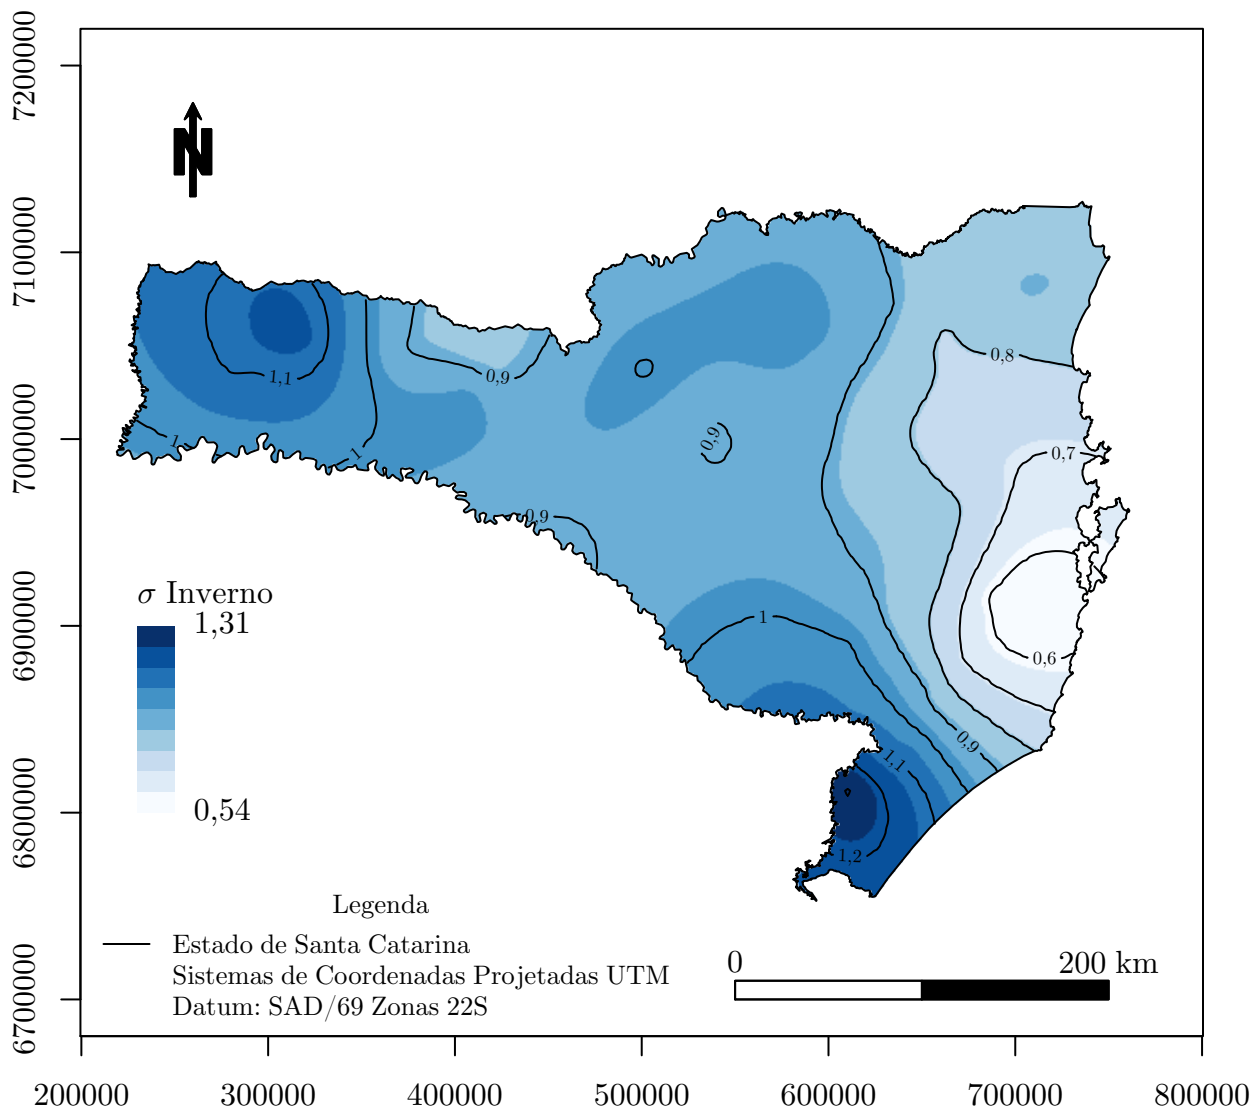 7200000
7100000
7000000
6900000
6800000
6700000
N
1,1
0,9
1
1
0,9
0,9
0,8
0,7
0,6
1
0,9
1,1
1,2
σ Inverno
1,31
0,54
Legenda
Estado de Santa Catarina
Sistemas de Coordenadas Projetadas UTM
Datum: SAD/69 Zonas 22S
0 200 km
200000 300000 400000 500000 600000 700000 800000